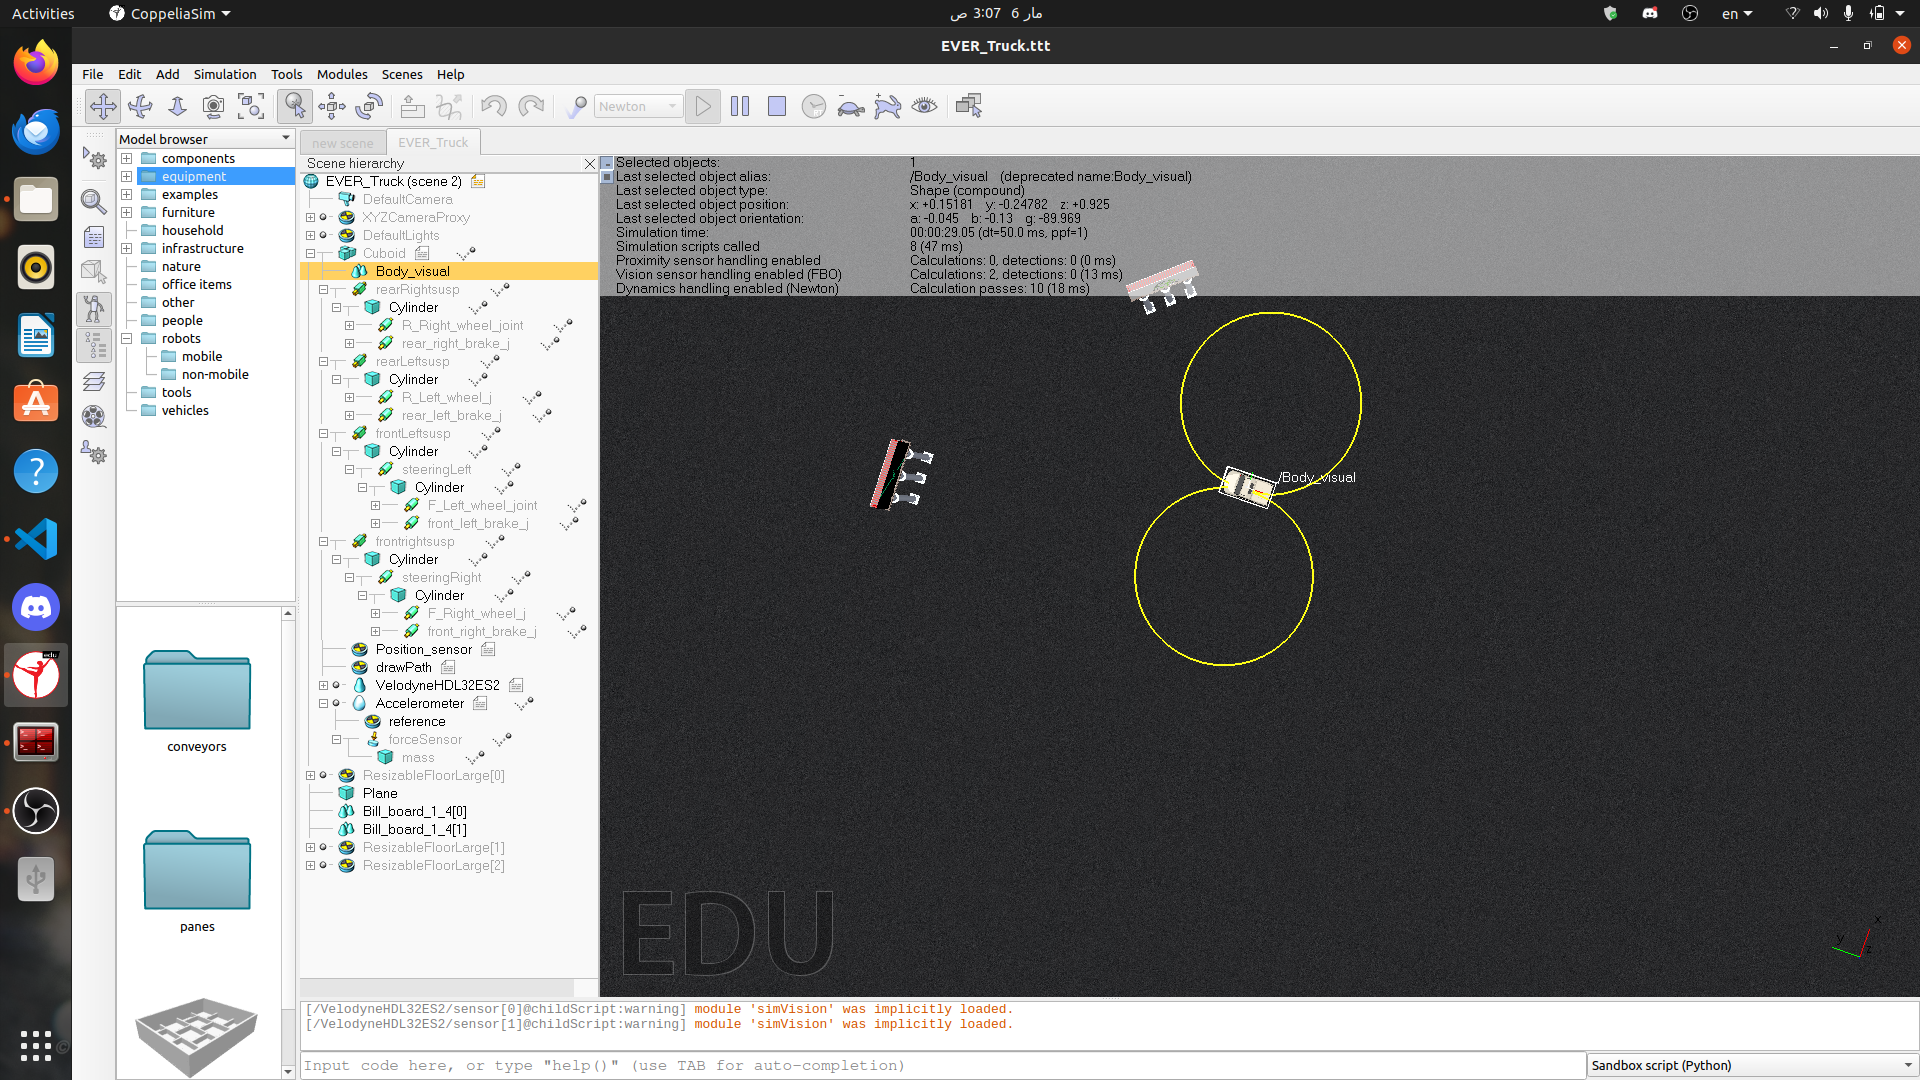 Activities
CoppeliaSim
مار 6  3:07 ص
en
EVER_Truck.ttt
File Edit Add Simulation Tools Modules Scenes Help
Newton
Model browser
components
equipment
examples
furniture
household
infrastructure
nature
office items
other
people
robots
mobile
non-mobile
tools
vehicles
conveyors
panes
new scene
EVER_Truck
Scene hierarchy
EVER_Truck (scene 2)
DefaultCamera
XYZCameraProxy
DefaultLights
Cuboid
Body_visual
rearRightsusp
Cylinder
R_Right_wheel_joint
rear_right_brake_j
rearLeftsusp
Cylinder
R_Left_wheel_j
rear_left_brake_j
frontLeftsusp
Cylinder
steeringLeft
Cylinder
F_Left_wheel_joint
front_left_brake_j
frontrightsusp
Cylinder
steeringRight
Cylinder
F_Right_wheel_j
front_right_brake_j
Position_sensor
drawPath
VelodyneHDL32ES2
Accelerometer
reference
forceSensor
mass
ResizableFloorLarge[0]
Plane
Bill_board_1_4[0]
Bill_board_1_4[1]
ResizableFloorLarge[1]
ResizableFloorLarge[2]
Selected objects: 1
Last selected object alias: /Body_visual (deprecated name:Body_visual)
Last selected object type: Shape (compound)
Last selected object position: x: +0.15181 y: -0.24782 z: +0.925
Last selected object orientation: a: -0.045 b: -0.13 g: -89.969
Simulation time: 00:00:29.05 (dt=50.0 ms, ppf=1)
Simulation scripts called 8 (47 ms)
Proximity sensor handling enabled Calculations: 0, detections: 0 (0 ms)
Vision sensor handling enabled (FBO) Calculations: 2, detections: 0 (13 ms)
Dynamics handling enabled (Newton) Calculation passes: 10 (18 ms)
/Body_visual
EDU
x
y
z
[/VelodyneHDL32ES2/sensor[0]@childScript:warning] module 'simVision' was implicitly loaded.
[/VelodyneHDL32ES2/sensor[1]@childScript:warning] module 'simVision' was implicitly loaded.
Input code here, or type "help()" (use TAB for auto-completion)
Sandbox script (Python)